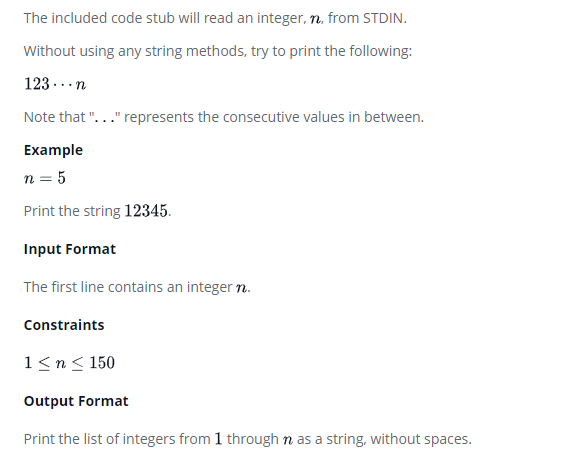 The included code stub will read an integer, n, from STDIN.
Without using any string methods, try to print the following:
123 ⋯ n
Note that "..." represents the consecutive values in between.
Example
n = 5
Print the string 12345.
Input Format
The first line contains an integer n.
Constraints
1 ≤ n ≤ 150
Output Format
Print the list of integers from 1 through n as a string, without spaces.